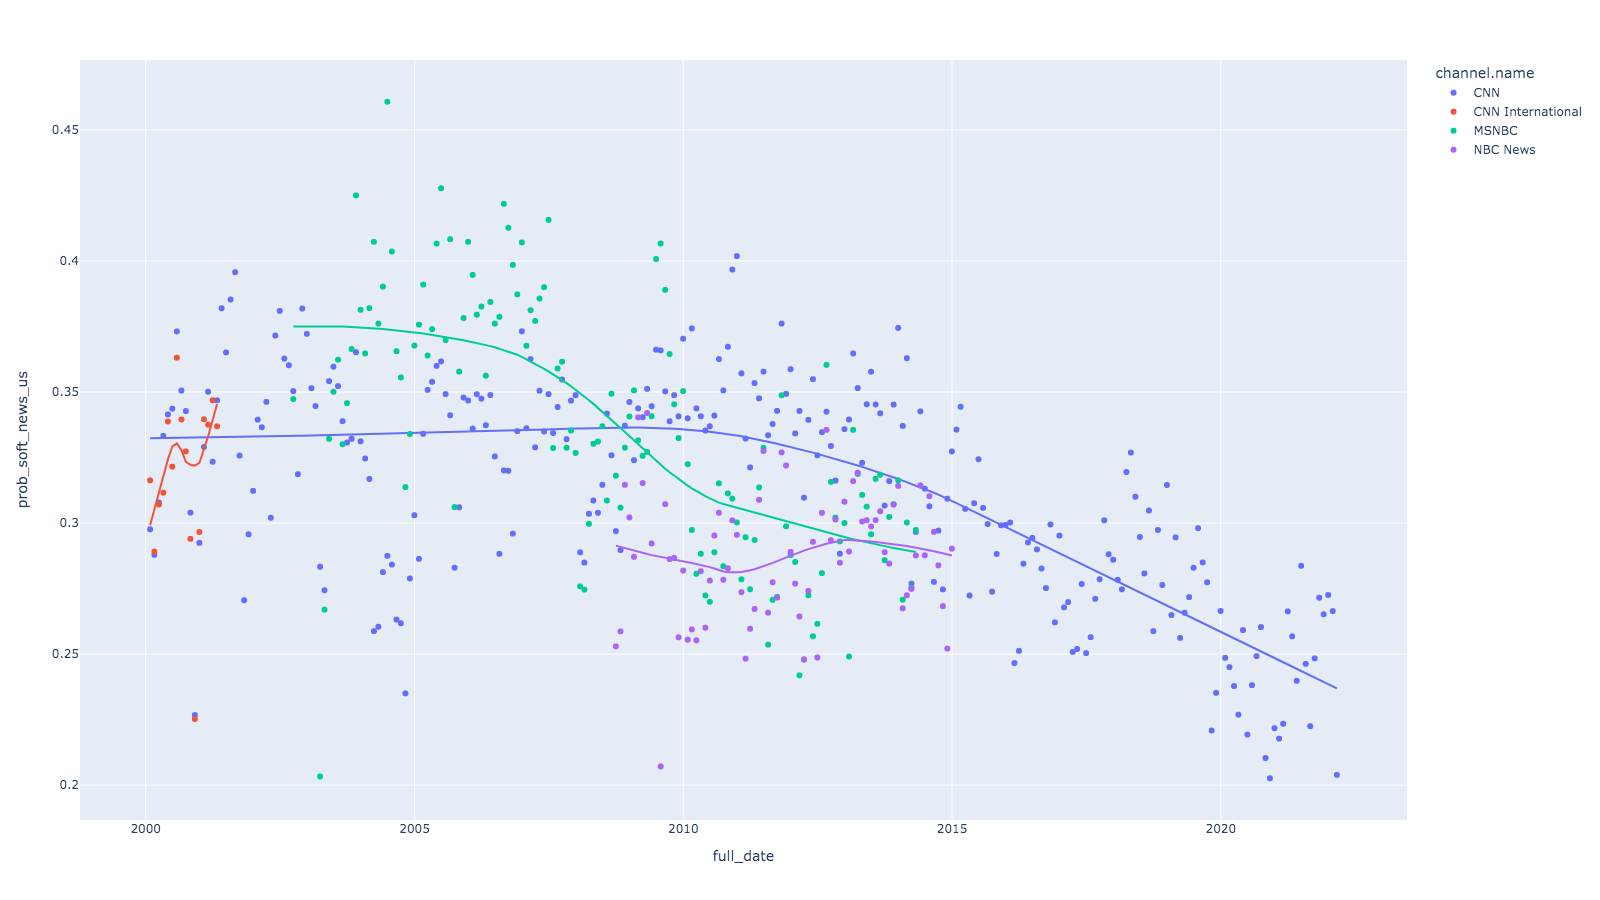 channel.name
CNN
CNN International
MSNBC
NBC News
0.45
0.4
0.35
0.3
0.25
0.2
prob_soft_news_us
2000 2005 2010 2015 2020
full_date